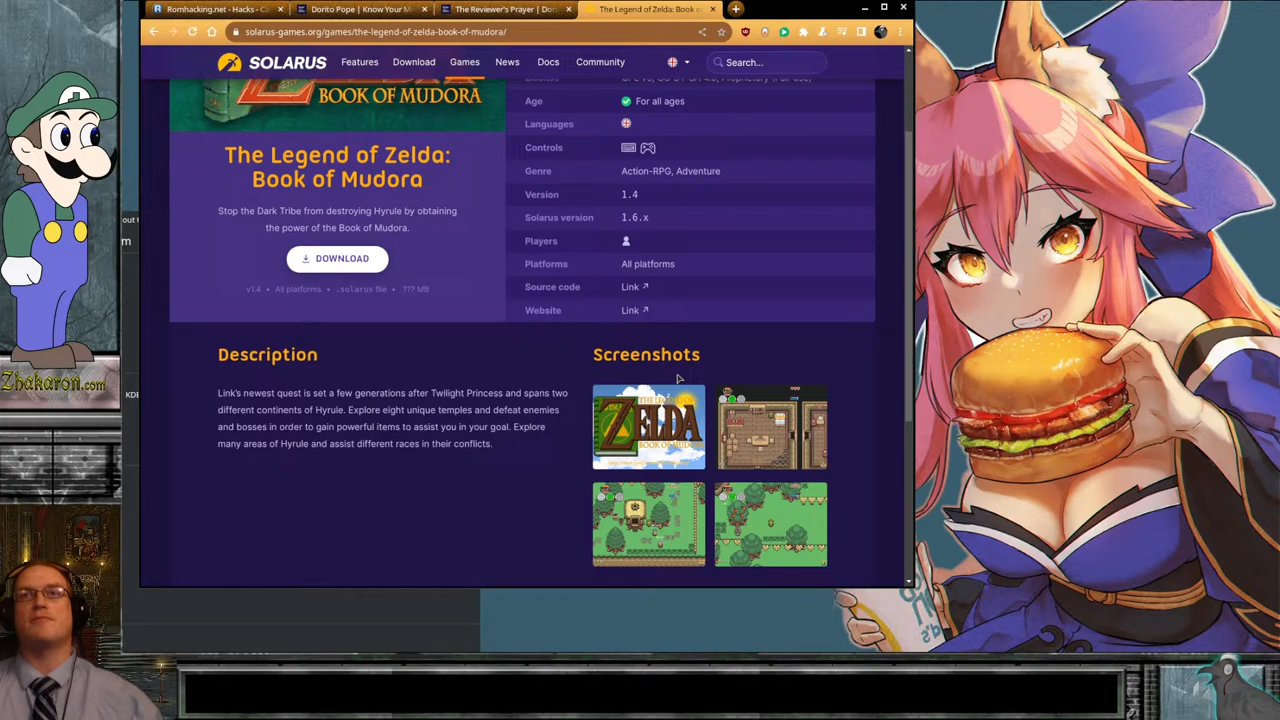 Romhacking.net - Hacks - Ca
Dorito Pope | Know Your M
The Reviewer's Prayer | Dor
The Legend of Zelda: Book of
solarus-games.org/games/the-legend-of-zelda-book-of-mudora/
SOLARUS
Features
Download
Games
News
Docs
Community
Search...
BOOK OF MUDORA
The Legend of Zelda:
Book of Mudora
Stop the Dark Tribe from destroying Hyrule by obtaining
the power of the Book of Mudora.
DOWNLOAD
v1.4 • All platforms • .solarus file • ??? MB
Age For all ages
Languages
Controls
Genre Action-RPG, Adventure
Version 1.4
Solarus version 1.6.x
Players
Platforms All platforms
Source code Link ↗
Website Link ↗
Description
Link's newest quest is set a few generations after Twilight Princess and spans two
different continents of Hyrule. Explore eight unique temples and defeat enemies
and bosses in order to gain powerful items to assist you in your goal. Explore
many areas of Hyrule and assist different races in their conflicts.
Screenshots
ZELDA
out t
m
KDE
Zhakaron.com